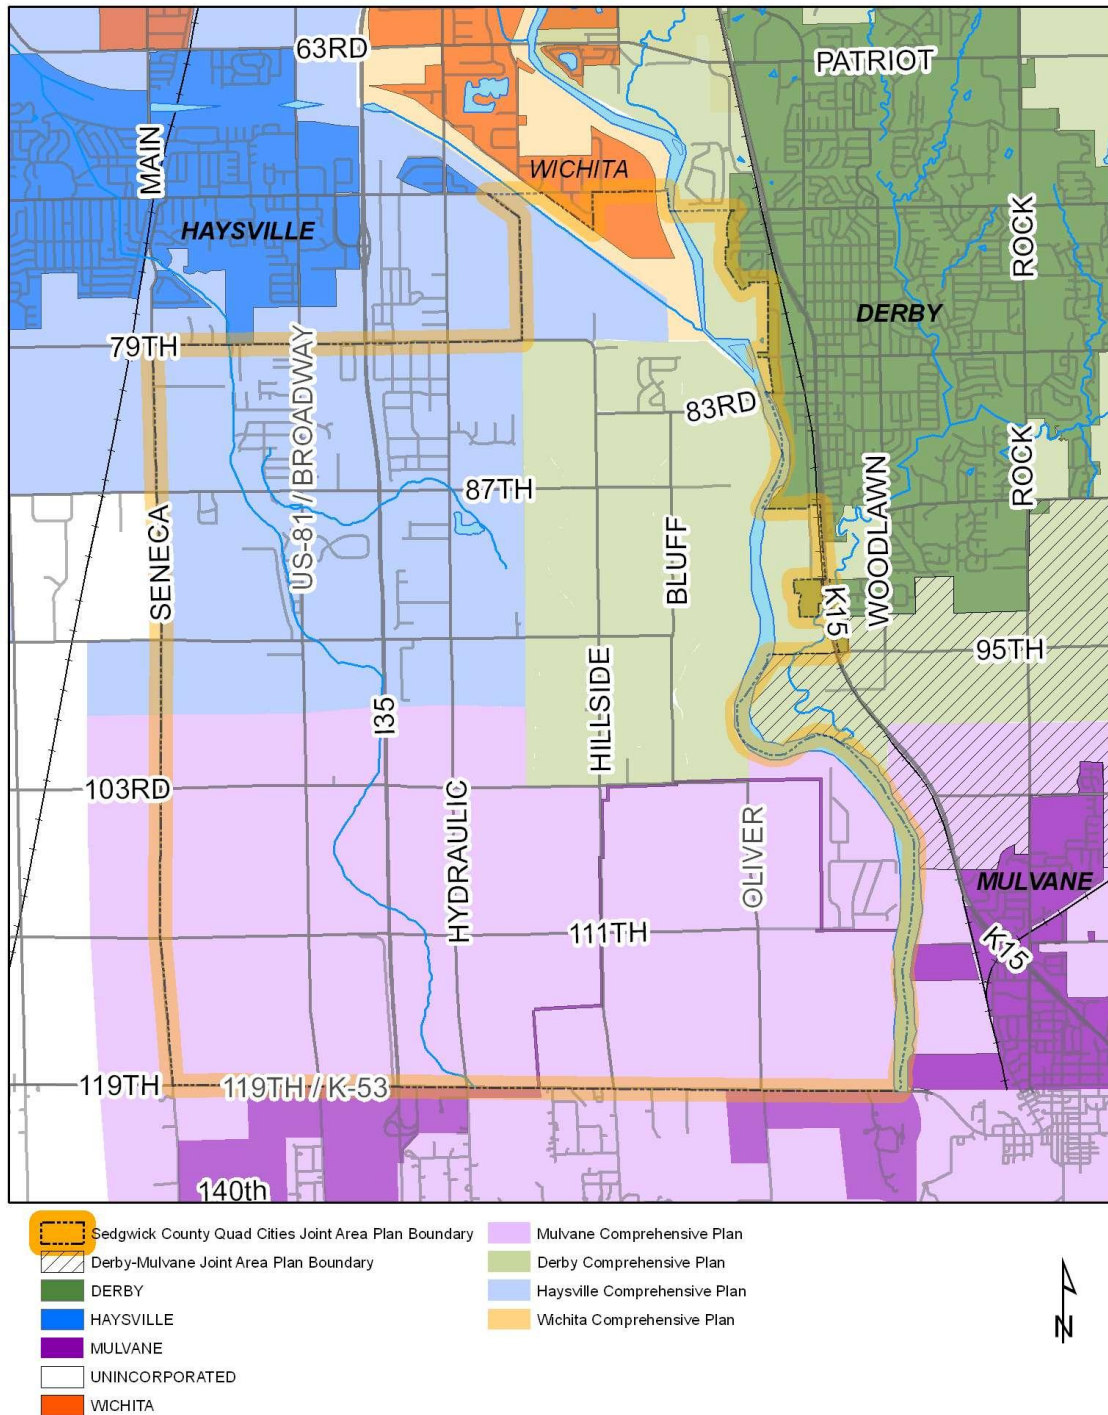 63RD
PATRIOT
MAIN
WICHITA
HAYSVILLE
ROCK
DERBY
79TH
US-81 / BROADWAY
83RD
ROCK
87TH
WOODLAWN
SENECA
BLUFF
K15
95TH
HILLSIDE
I35
103RD
HYDRAULIC
OLIVER
MULVANE
111TH
K15
119TH
119TH / K-53
140th
Sedgwick County Quad Cities Joint Area Plan Boundary
Derby-Mulvane Joint Area Plan Boundary
DERBY
HAYSVILLE
MULVANE
UNINCORPORATED
WICHITA
Mulvane Comprehensive Plan
Derby Comprehensive Plan
Haysville Comprehensive Plan
Wichita Comprehensive Plan
N